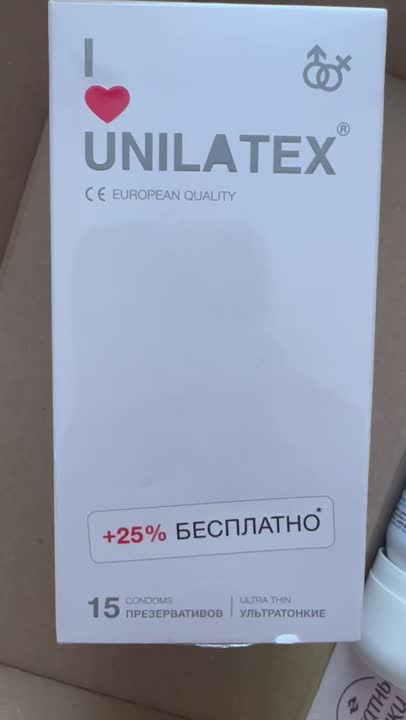 I
UNILATEX®
CE EUROPEAN QUALITY
+25% БЕСПЛАТНО*
15 CONDOMS ULTRA THIN
ПРЕЗЕРВАТИВОВ УЛЬТРАТОНКИЕ